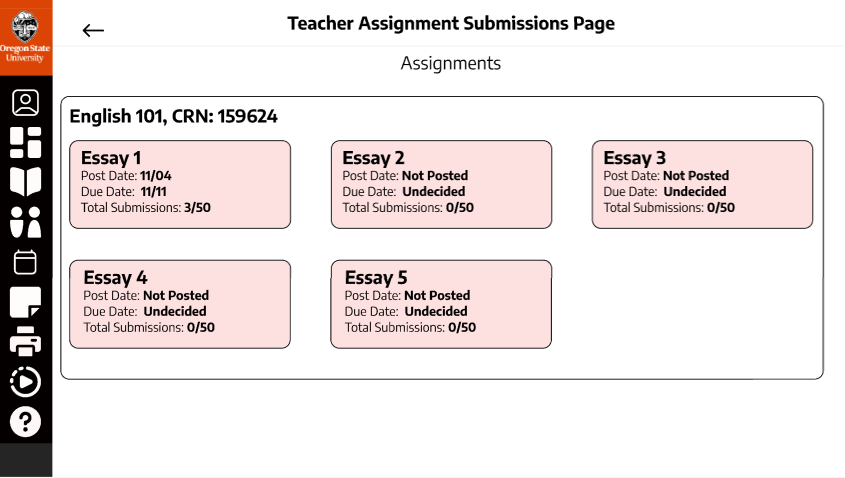 Oregon State
University
Teacher Assignment Submissions Page
Assignments
English 101, CRN: 159624
Essay 1
Post Date: 11/04
Due Date: 11/11
Total Submissions: 3/50
Essay 2
Post Date: Not Posted
Due Date: Undecided
Total Submissions: 0/50
Essay 3
Post Date: Not Posted
Due Date: Undecided
Total Submissions: 0/50
Essay 4
Post Date: Not Posted
Due Date: Undecided
Total Submissions: 0/50
Essay 5
Post Date: Not Posted
Due Date: Undecided
Total Submissions: 0/50
?